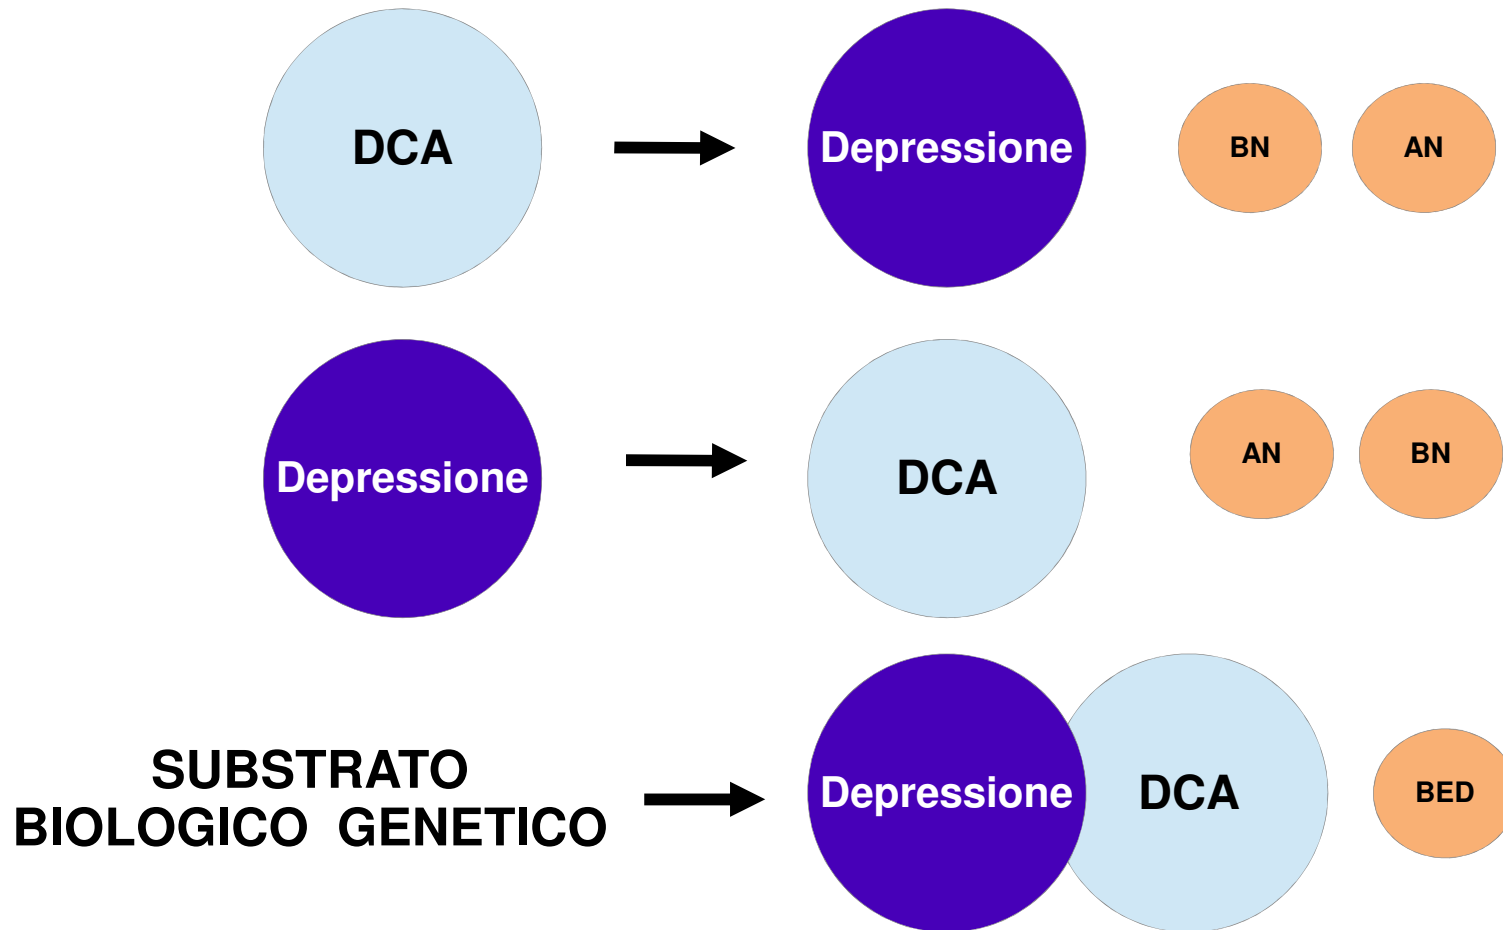 DCA
Depressione
BN
AN
Depressione
DCA
AN
BN
SUBSTRATO
BIOLOGICO GENETICO
Depressione
DCA
BED